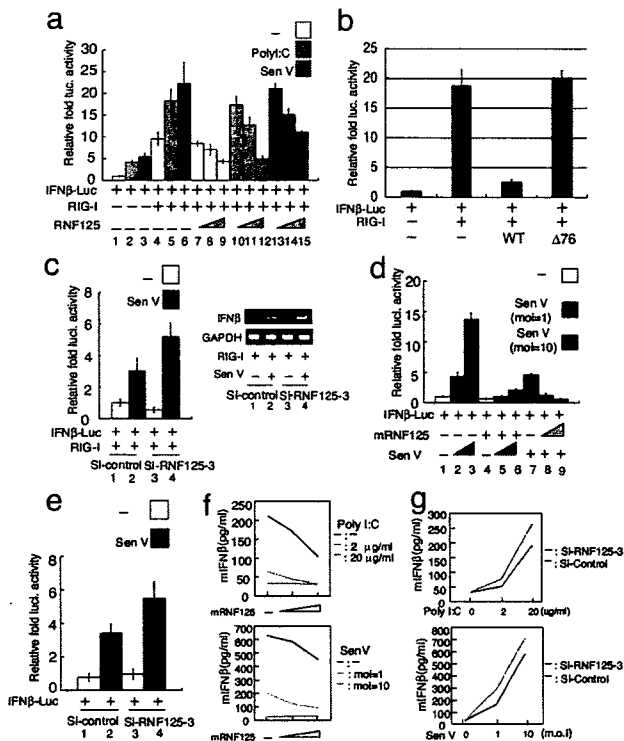 a
–
PolyI:C
Sen V
Relative fold luc. activity
30
25
20
15
10
5
0
IFNβ-Luc + + + + + + + + + + + + + + +
RIG-I – – – + + + + + + + + + + + +
RNF125 – – – – – –
1 2 3 4 5 6 7 8 9 10 11 12 13 14 15
b
Relative fold luc. activity
25
20
15
10
5
0
IFNβ-Luc + + + +
RIG-I – + + +
– – WT Δ76
c
–
Sen V
Relative fold luci. activity
8
6
4
2
0
IFNβ-Luc + + + +
RIG-I + + + +
Si-control Si-RNF125-3
1 2 3 4
IFNβ
GAPDH
RIG-I + + + +
Sen V – + – +
Si-control Si-RNF125-3
1 2 3 4
d
–
Sen V
(moi=1)
Sen V
(moi=10)
Relative fold luci. activity
20
15
10
5
0
IFNβ-Luc + + + + + + + + +
mRNF125 – – – + + + –
Sen V – – + + +
1 2 3 4 5 6 7 8 9
e
–
Sen V
Relative fold luci. activity
8
6
4
2
0
IFNβ-Luc + + + +
Si-control Si-RNF125-3
1 2 3 4
f
mIFNβ(pg/ml)
250
200
150
100
50
0
Poly I:C
– : –
: 2 μg/ml
: 20 μg/ml
mRNF125 –
mIFNβ(pg/ml)
700
600
500
400
300
200
100
0
SenV
– : –
: moi=1
: moi=10
mRNF125 –
g
mIFNβ(pg/ml)
300
250
200
150
100
50
0
– : Si-RNF125-3
– : Si-Control
Poly I:C 0 2 20 (ug/ml)
mIFNβ(pg/ml)
800
700
600
500
400
300
200
100
0
– : Si-RNF125-3
– : Si-Control
Sen V 0 1 10 (m.o.i)